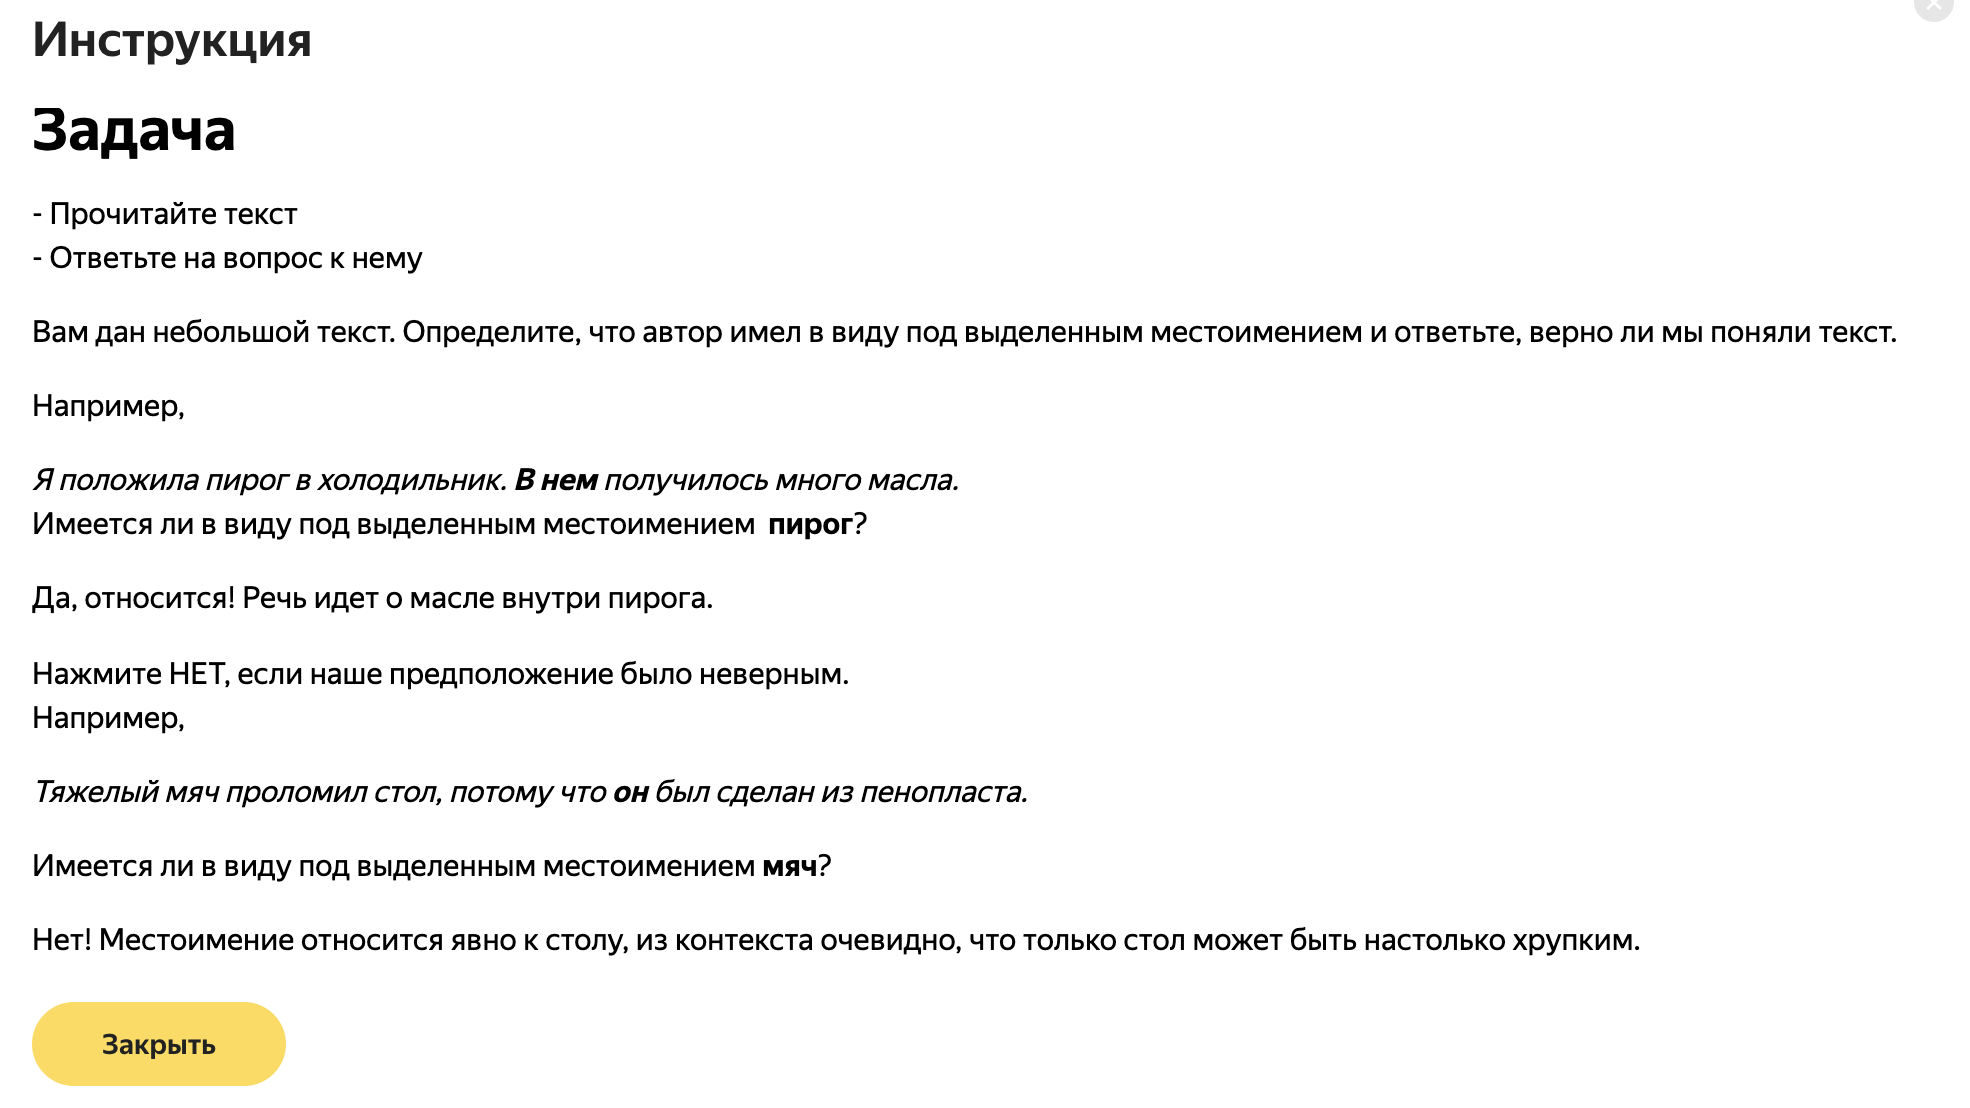 Инструкция
Задача
- Прочитайте текст
- Ответьте на вопрос к нему
Вам дан небольшой текст. Определите, что автор имел в виду под выделенным местоимением и ответьте, верно ли мы поняли текст.
Например,
Я положила пирог в холодильник. В нем получилось много масла.
Имеется ли в виду под выделенным местоимением пирог?
Да, относится! Речь идет о масле внутри пирога.
Нажмите НЕТ, если наше предположение было неверным.
Например,
Тяжелый мяч проломил стол, потому что он был сделан из пенопласта.
Имеется ли в виду под выделенным местоимением мяч?
Нет! Местоимение относится явно к столу, из контекста очевидно, что только стол может быть настолько хрупким.
Закрыть